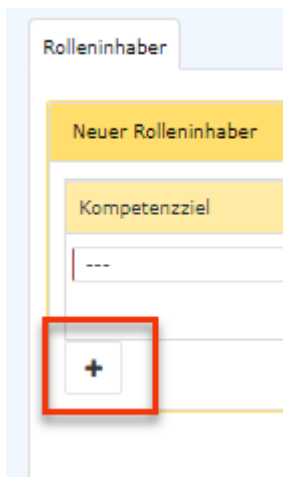 Rolleninhaber
Neuer Rolleninhaber
Kompetenzziel
---
+